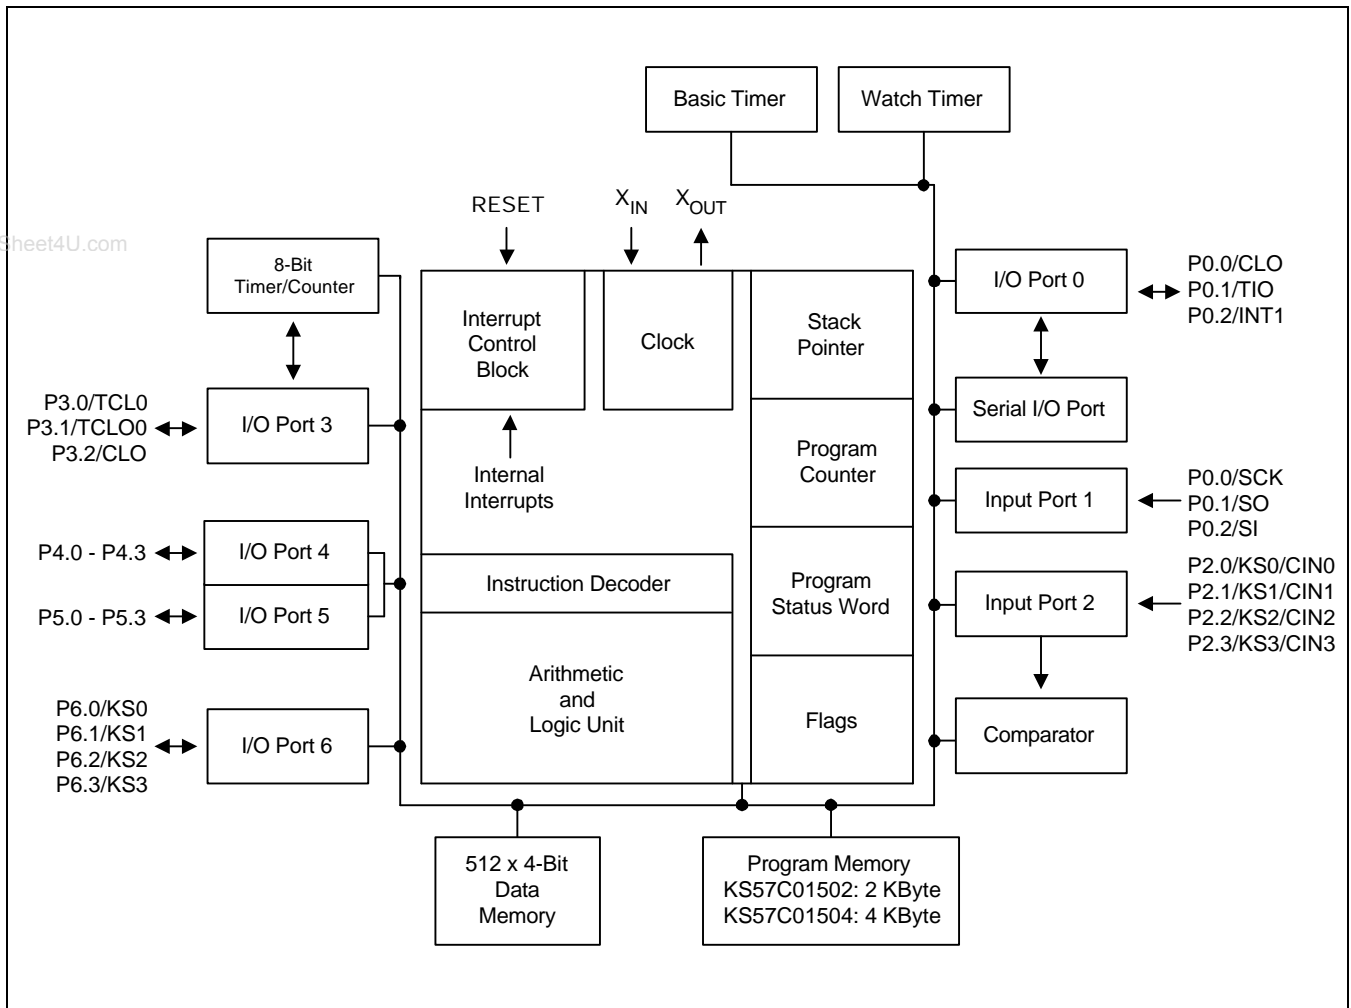 Basic Timer
Watch Timer
RESET
XIN
XOUT
Sheet4U.com
8-Bit
Timer/Counter
I/O Port 0
P0.0/CLO
P0.1/TIO
P0.2/INT1
Interrupt
Control
Block
Clock
Stack
Pointer
P3.0/TCL0
P3.1/TCLO0
P3.2/CLO
I/O Port 3
Serial I/O Port
Internal
Interrupts
Program
Counter
Input Port 1
P0.0/SCK
P0.1/SO
P0.2/SI
P4.0 - P4.3
I/O Port 4
P5.0 - P5.3
I/O Port 5
Instruction Decoder
Program
Status Word
Input Port 2
P2.0/KS0/CIN0
P2.1/KS1/CIN1
P2.2/KS2/CIN2
P2.3/KS3/CIN3
Arithmetic
and
Logic Unit
Flags
P6.0/KS0
P6.1/KS1
P6.2/KS2
P6.3/KS3
I/O Port 6
Comparator
512 x 4-Bit
Data
Memory
Program Memory
KS57C01502: 2 KByte
KS57C01504: 4 KByte